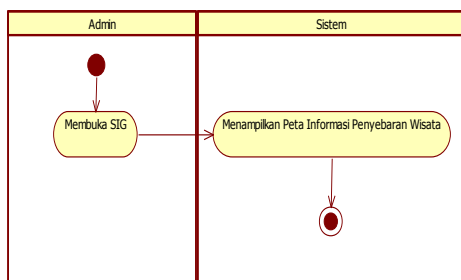 Admin
Sistem
Membuka SIG
Menampilkan Peta Informasi Penyebaran Wisata